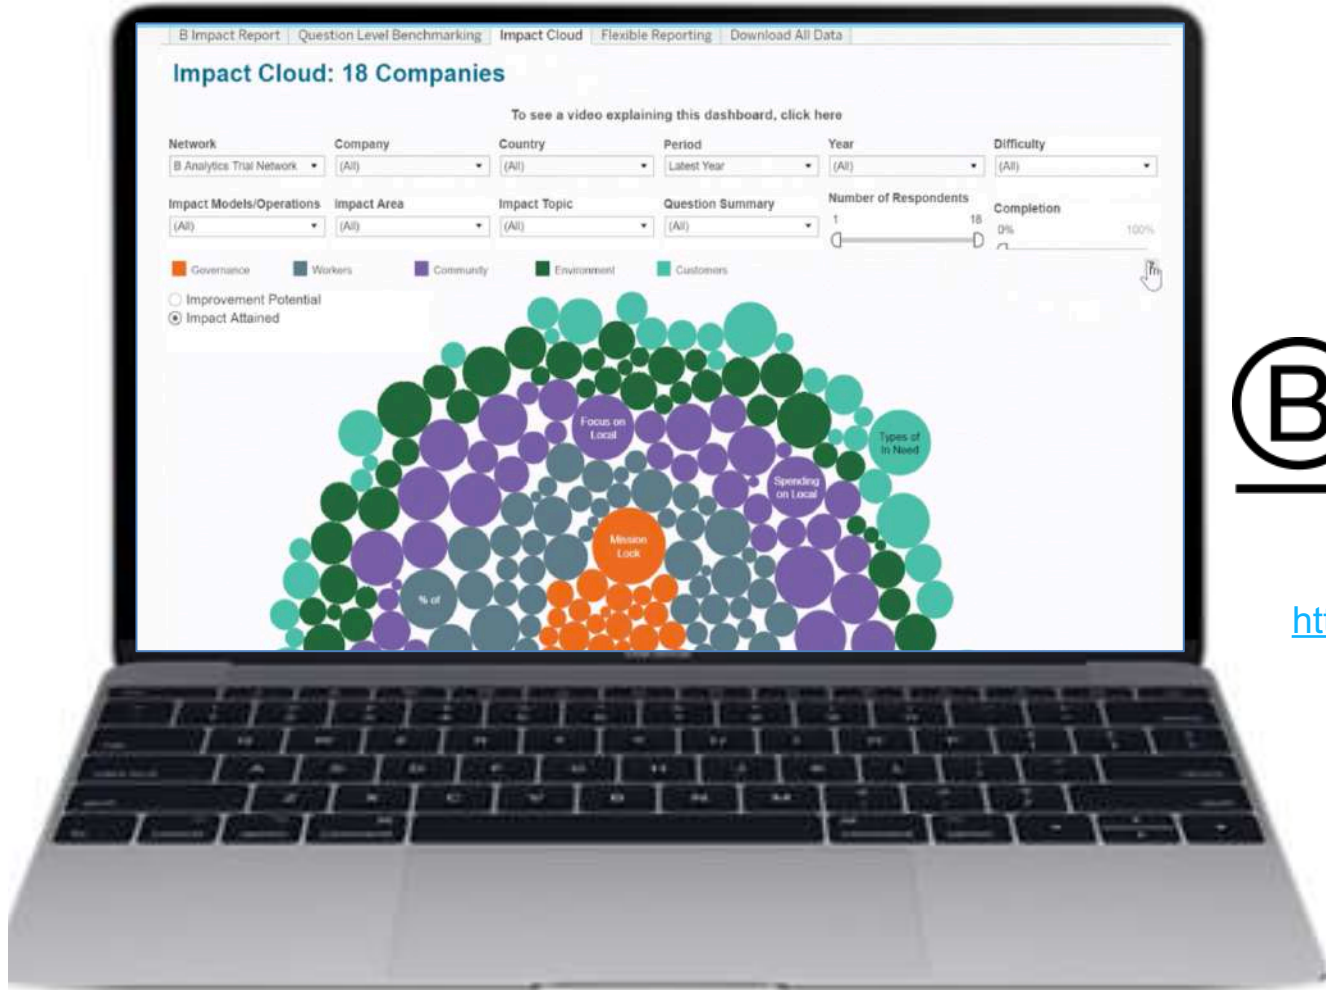 B Impact Report Question Level Benchmarking Impact Cloud Flexible Reporting Download All Data
Impact Cloud: 18 Companies
To see a video explaining this dashboard, click here
Network Company Country Period Year Difficulty
B Analytics Trial Network (All) (All) Latest Year (All) (All)
Impact Models/Operations Impact Area Impact Topic Question Summary Number of Respondents Completion
(All) (All) (All) (All) 1 18 0% 100%
Governance Workers Community Environment Customers
Improvement Potential
Impact Attained
Focus on
Local
Types of
In Need
Spending
on Local
Mission
Lock
% of
B
htt